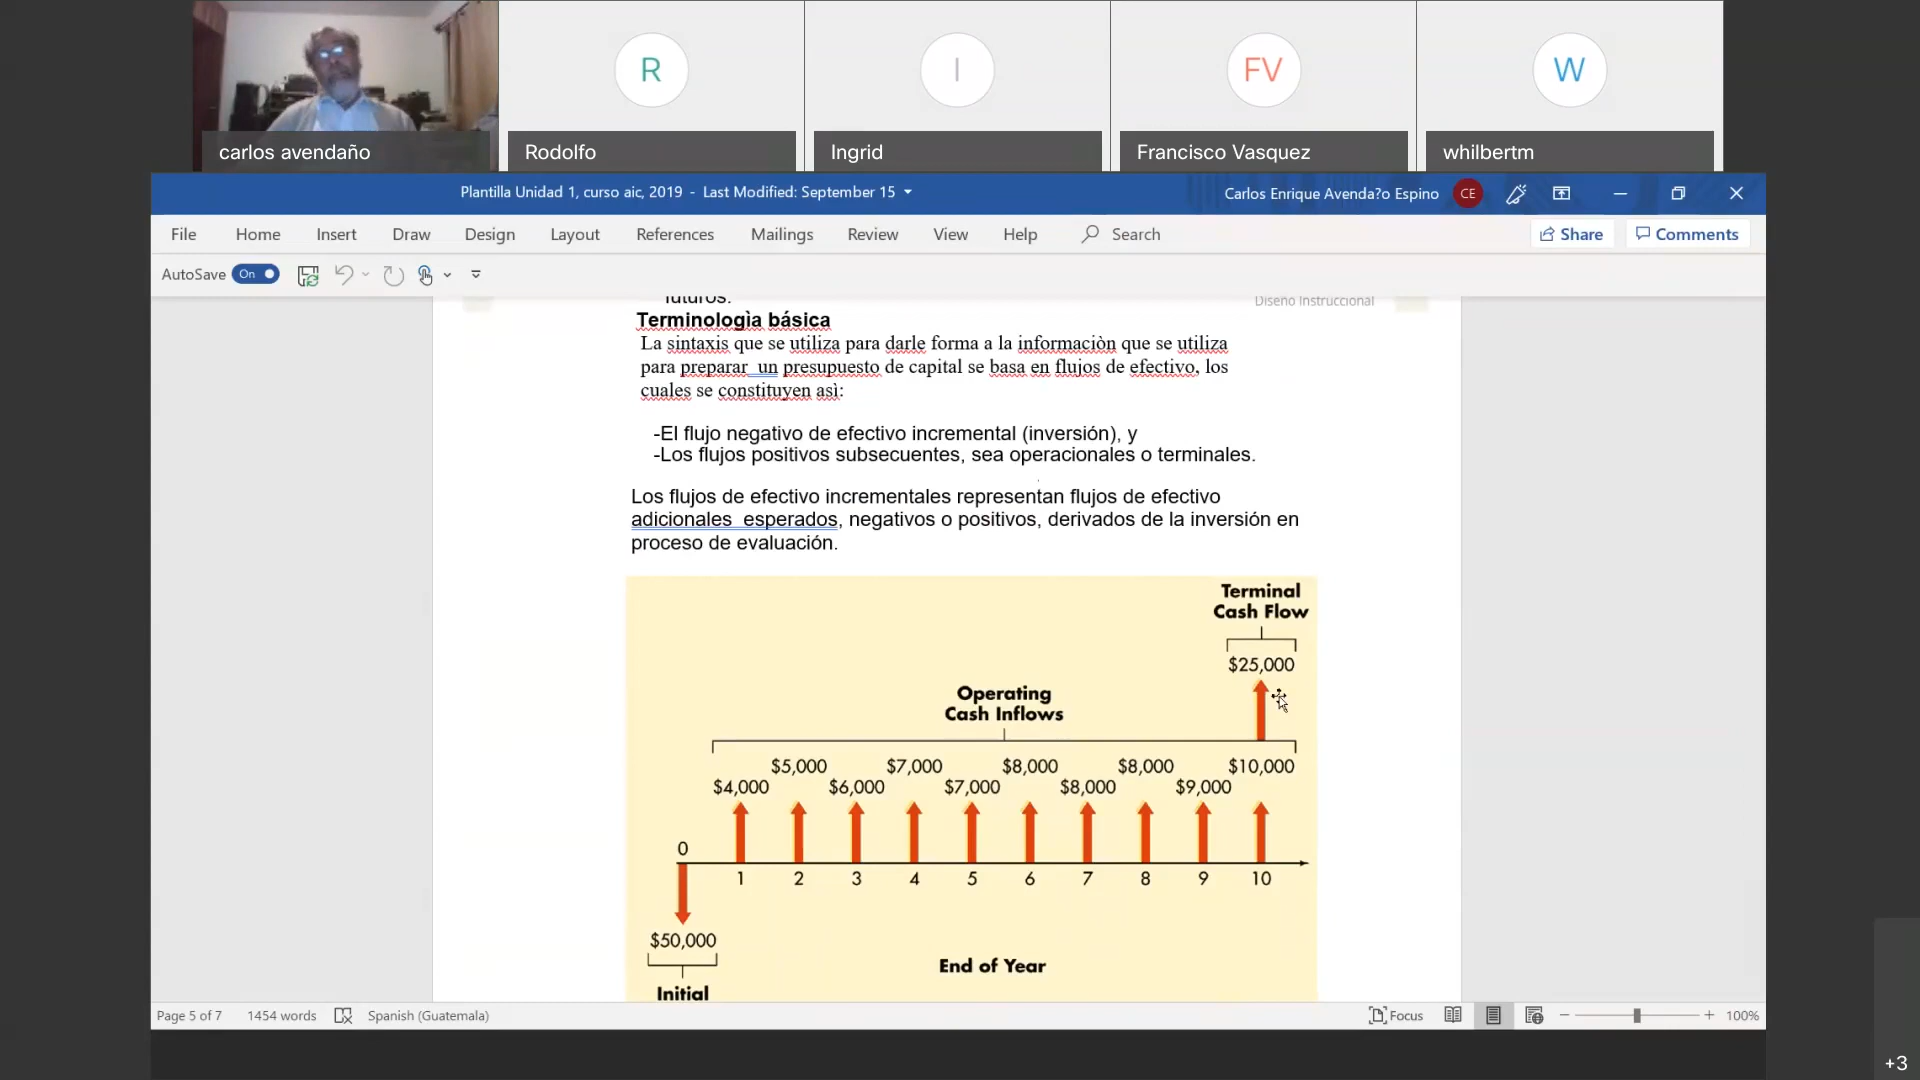 R
I
FV
W
carlos avendaño
Rodolfo
Ingrid
Francisco Vasquez
whilbertm
Plantilla Unidad 1, curso aic, 2019 - Last Modified: September 15
Carlos Enrique Avenda?o Espino
CE
File Home Insert Draw Design Layout References Mailings Review View Help Search
Share
Comments
AutoSave On
futuros.
Diseño Instruccional
Terminologìa básica
La sintaxis que se utiliza para darle forma a la informaciòn que se utiliza
para preparar un presupuesto de capital se basa en flujos de efectivo, los
cuales se constituyen asì:
-El flujo negativo de efectivo incremental (inversión), y
-Los flujos positivos subsecuentes, sea operacionales o terminales.
Los flujos de efectivo incrementales representan flujos de efectivo
adicionales esperados, negativos o positivos, derivados de la inversión en
proceso de evaluación.
Terminal
Cash Flow
$25,000
Operating
Cash Inflows
$5,000 $7,000 $8,000 $8,000 $10,000
$4,000 $6,000 $7,000 $8,000 $9,000
0
1 2 3 4 5 6 7 8 9 10
$50,000
End of Year
Initial
Page 5 of 7 1454 words Spanish (Guatemala)
Focus
100%
+3